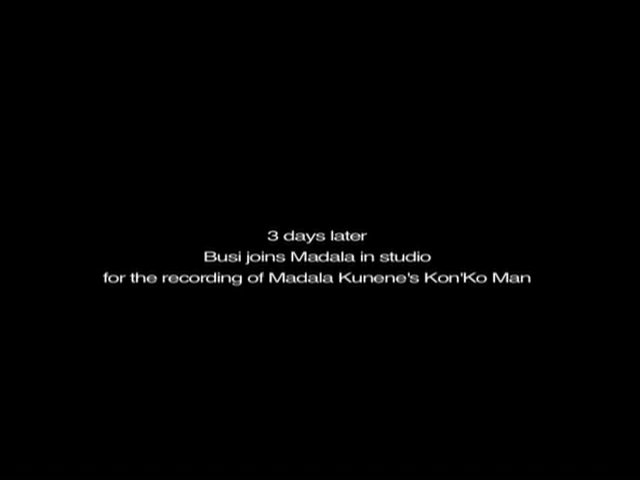 3 days later
Busi joins Madala in studio
for the recording of Madala Kunene's Kon'Ko Man